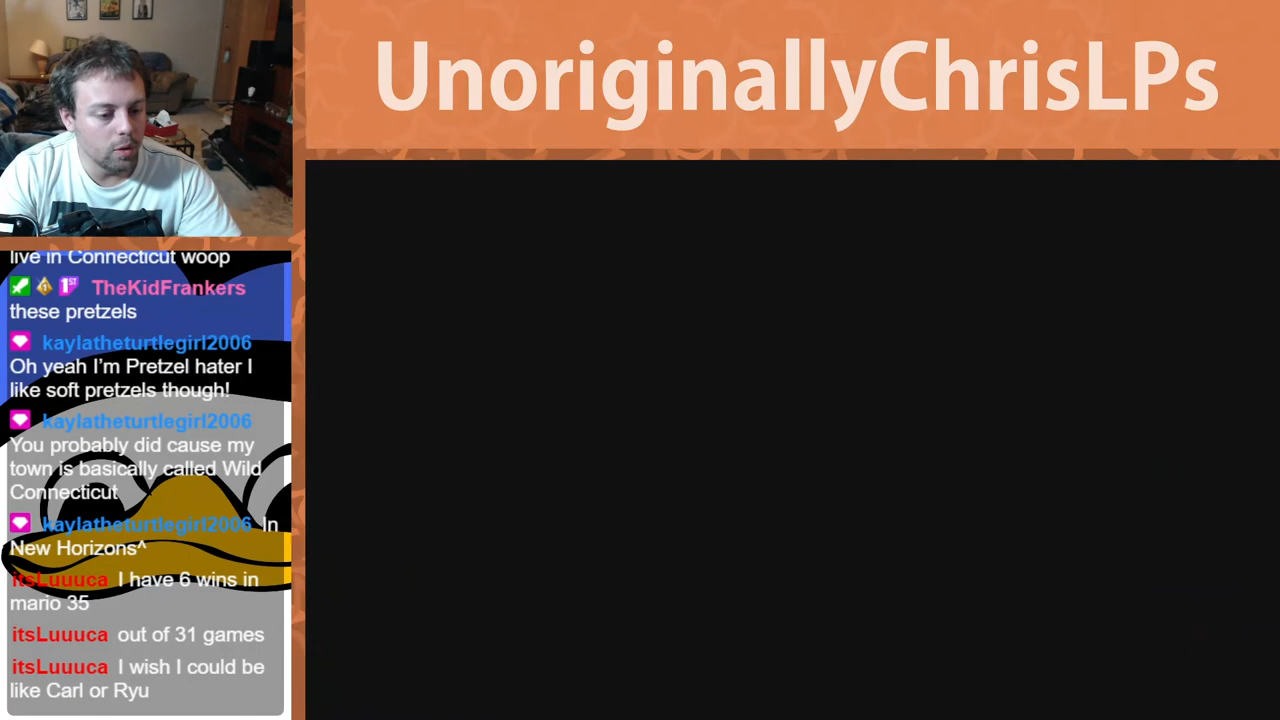 UnoriginallyChrisLPs
live in Connecticut woop
1ST TheKidFrankers
these pretzels
kaylatheturtlegirl2006
Oh yeah I'm Pretzel hater I
like soft pretzels though!
kaylatheturtlegirl2006
You probably did cause my
town is basically called Wild
Connecticut
kaylatheturtlegirl2006 In
New Horizons^
itsLuuuca I have 6 wins in
mario 35
itsLuuuca out of 31 games
itsLuuuca I wish I could be
like Carl or Ryu